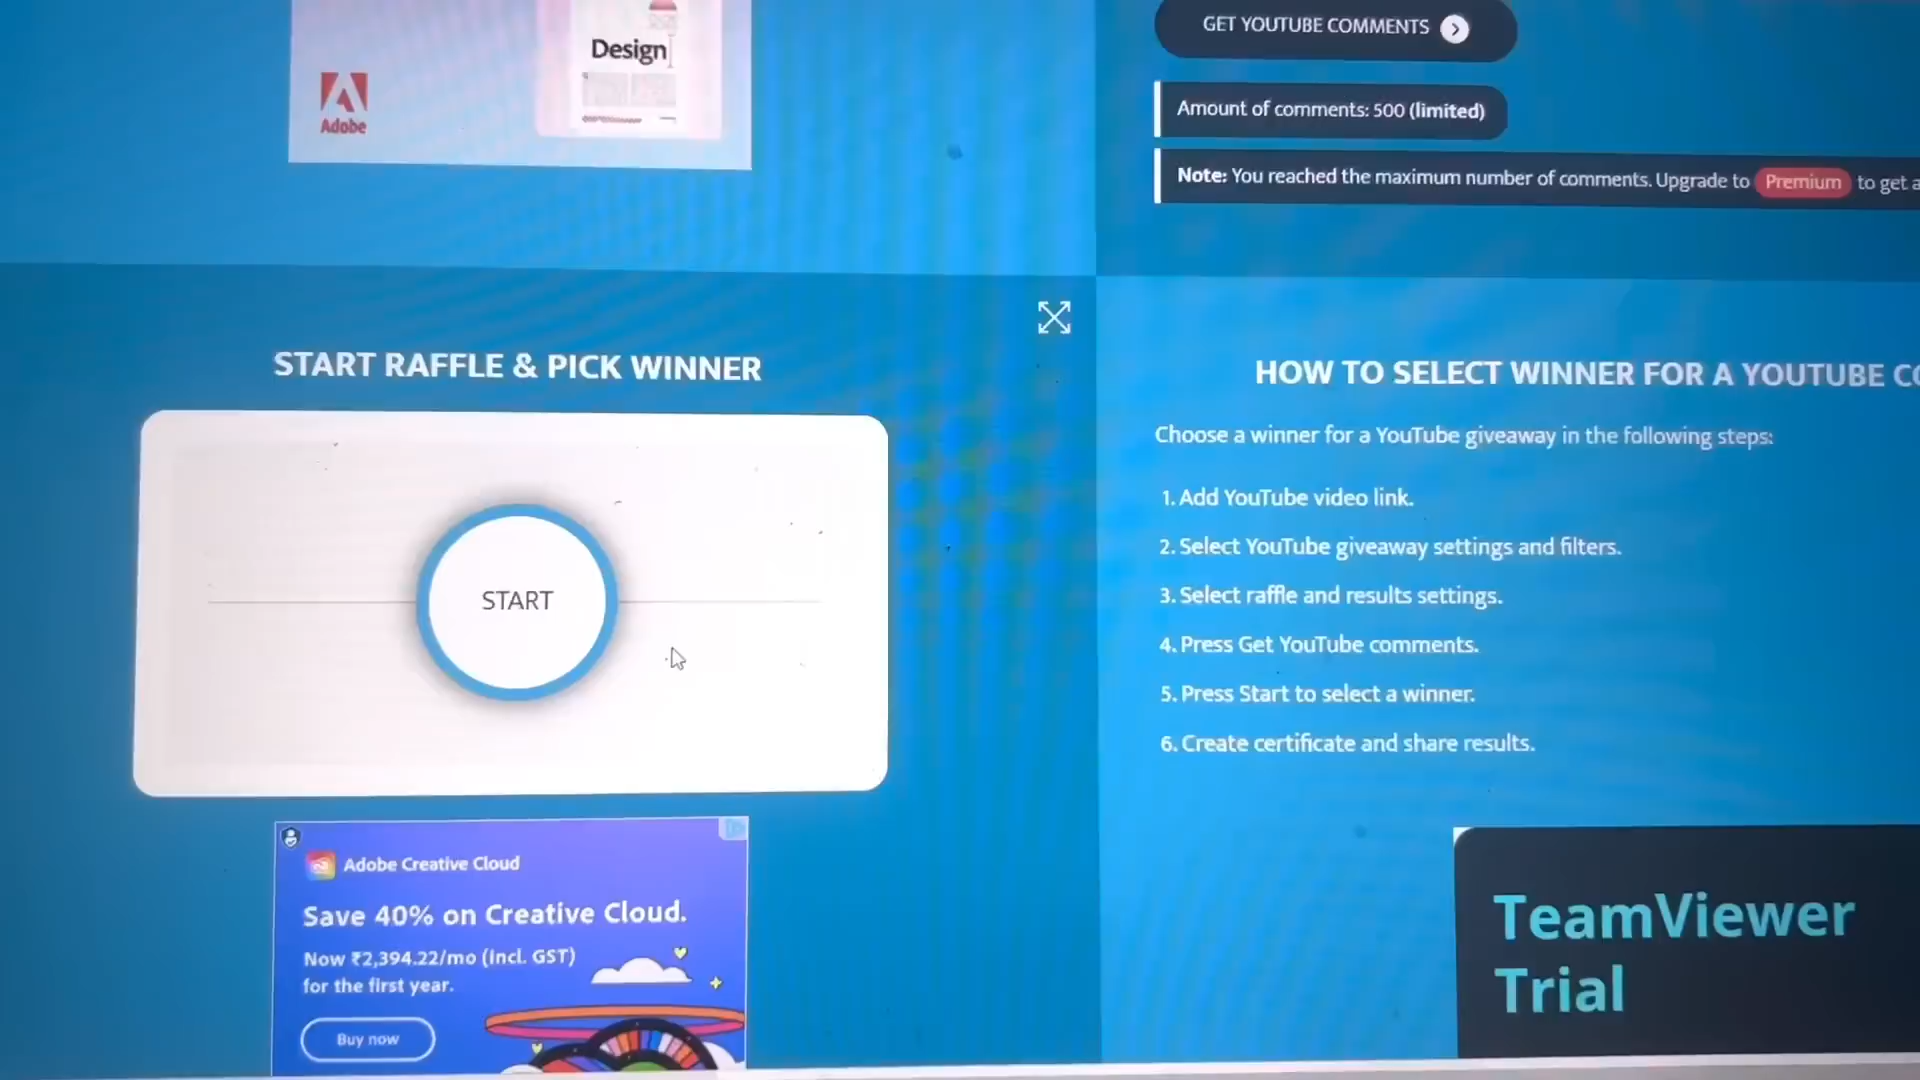 Design
Adobe
GET YOUTUBE COMMENTS
Amount of comments: 500 (limited)
Note: You reached the maximum number of comments. Upgrade to Premium to get a
START RAFFLE & PICK WINNER
START
HOW TO SELECT WINNER FOR A YOUTUBE CO
Choose a winner for a YouTube giveaway in the following steps:
1. Add YouTube video link.
2. Select YouTube giveaway settings and filters.
3. Select raffle and results settings.
4. Press Get YouTube comments.
5. Press Start to select a winner.
6. Create certificate and share results.
Adobe Creative Cloud
Save 40% on Creative Cloud.
Now ₹2,394.22/mo (incl. GST)
for the first year.
Buy now
TeamViewer
Trial